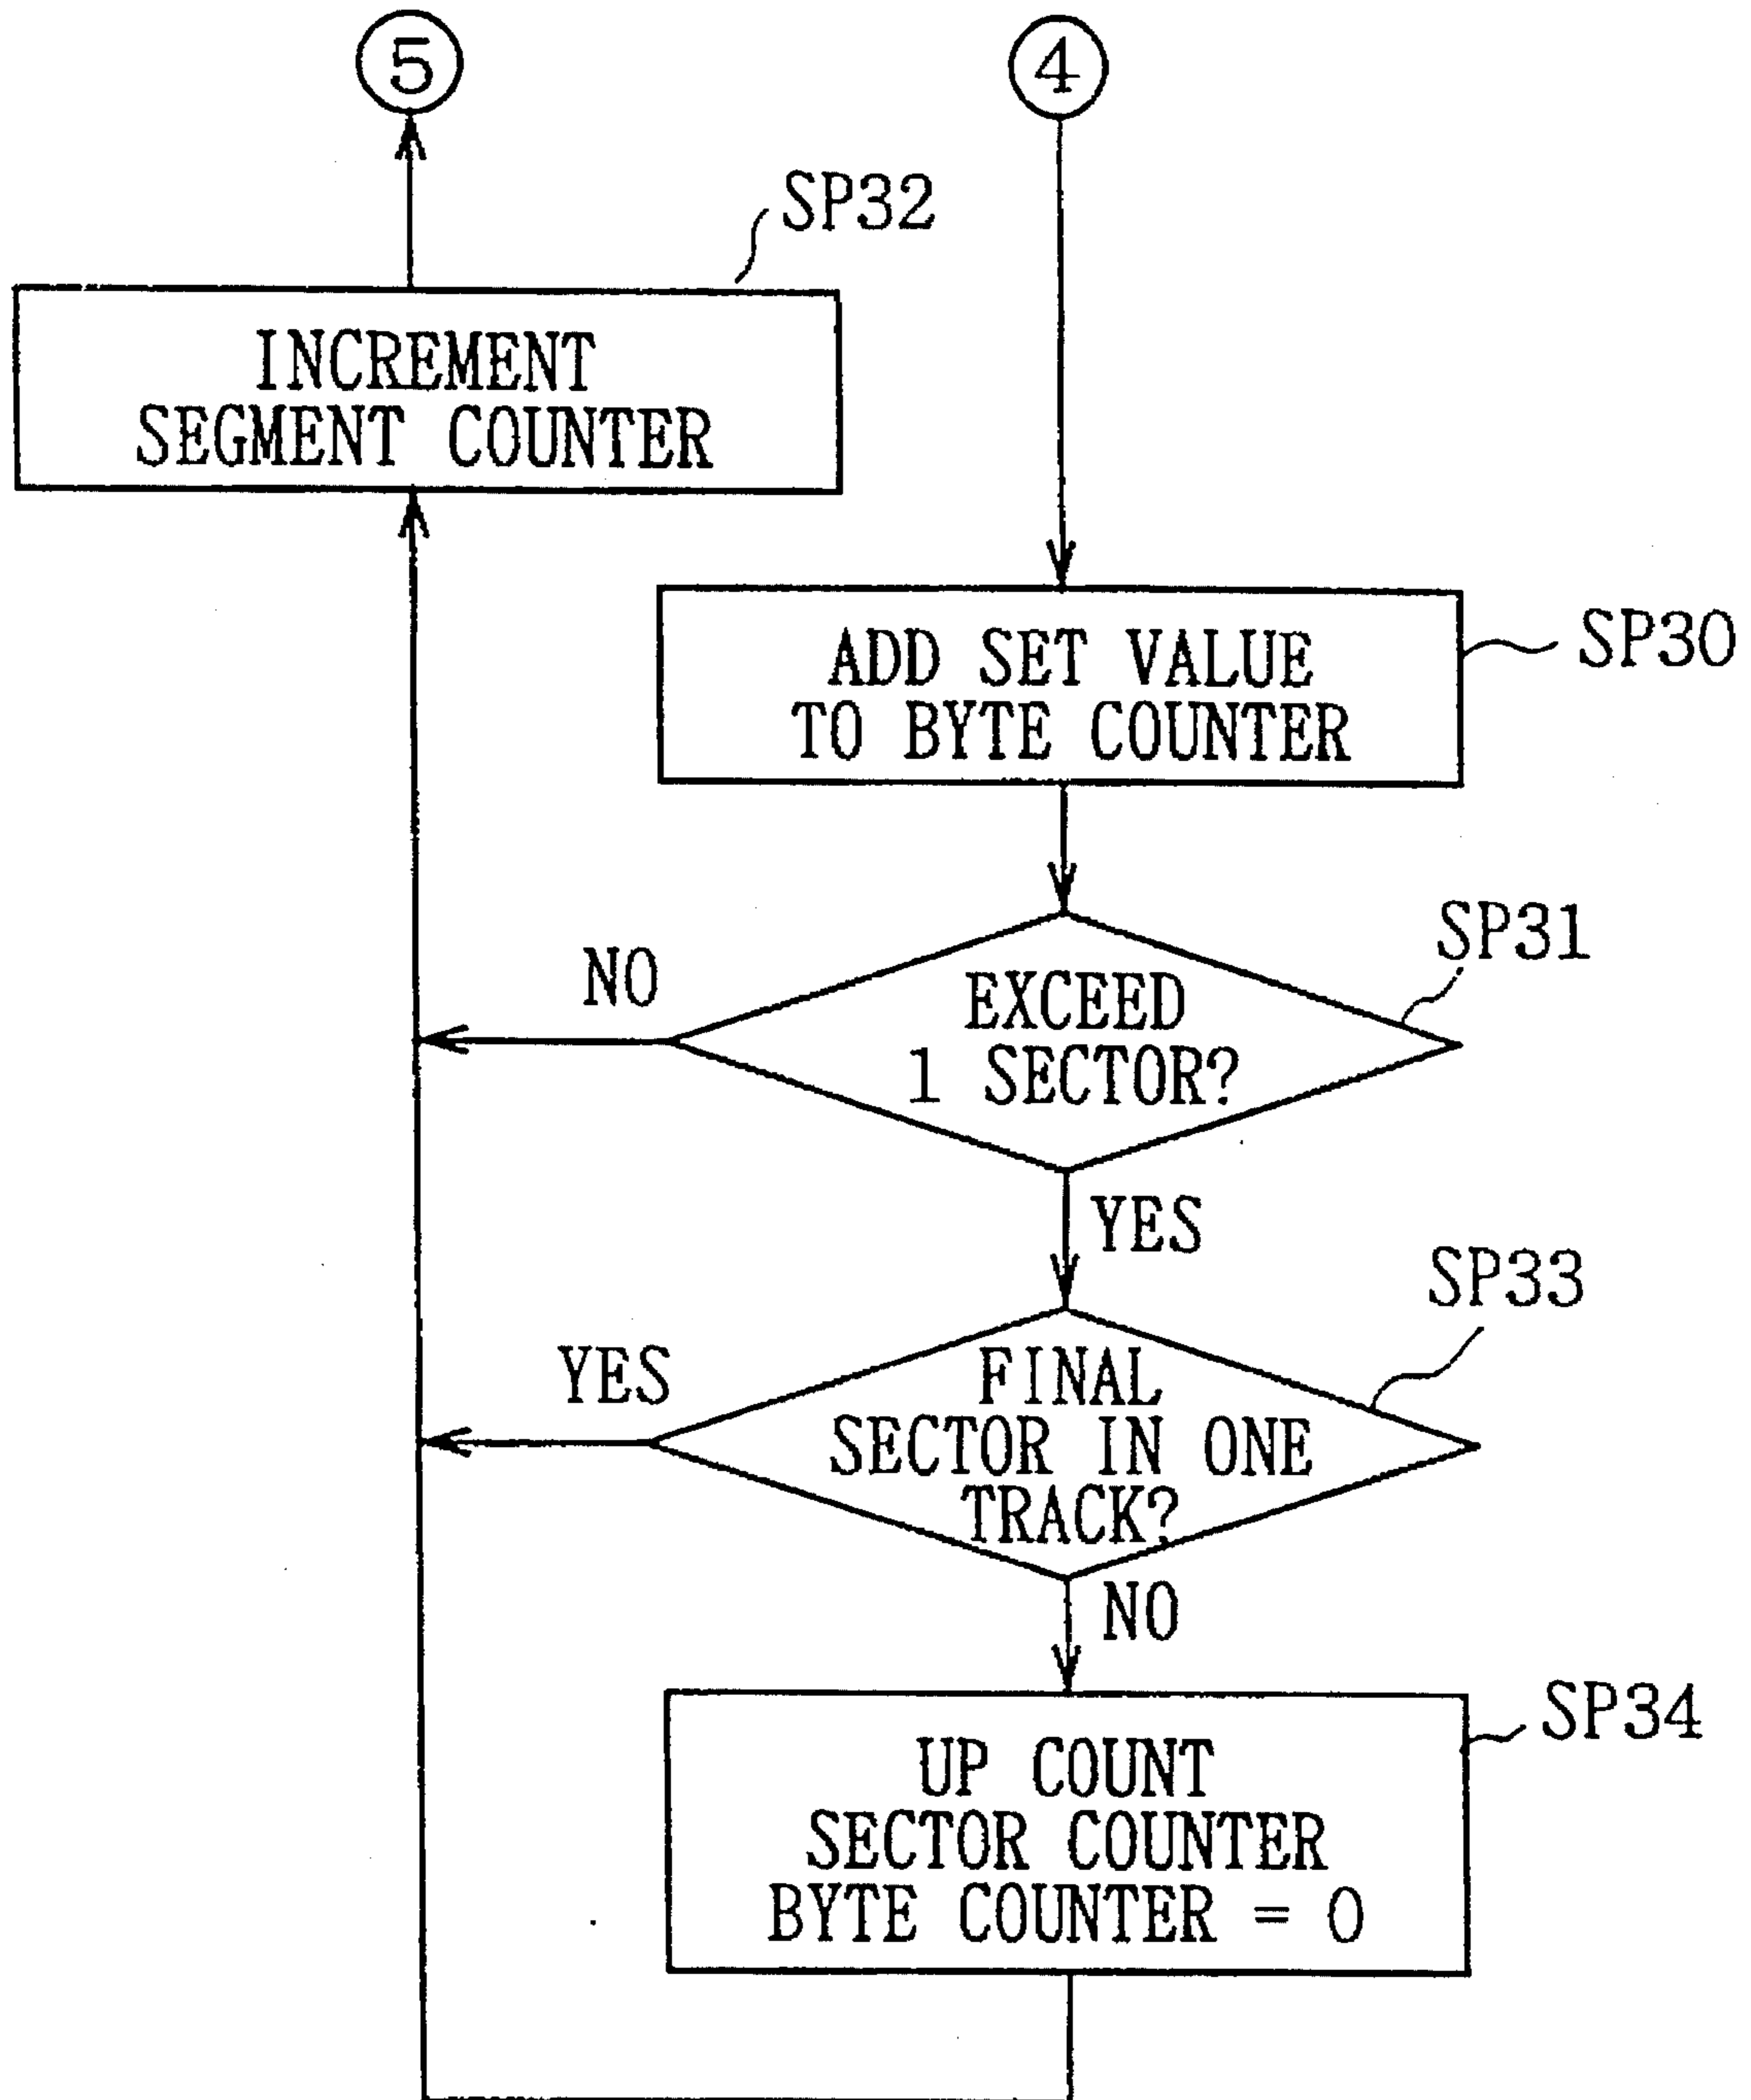 5
4
SP32
INCREMENT
SEGMENT COUNTER
ADD SET VALUE
TO BYTE COUNTER
SP30
SP31
NO
EXCEED
1 SECTOR?
YES
SP33
YES
FINAL
SECTOR IN ONE
TRACK?
NO
SP34
UP COUNT
SECTOR COUNTER
BYTE COUNTER = 0